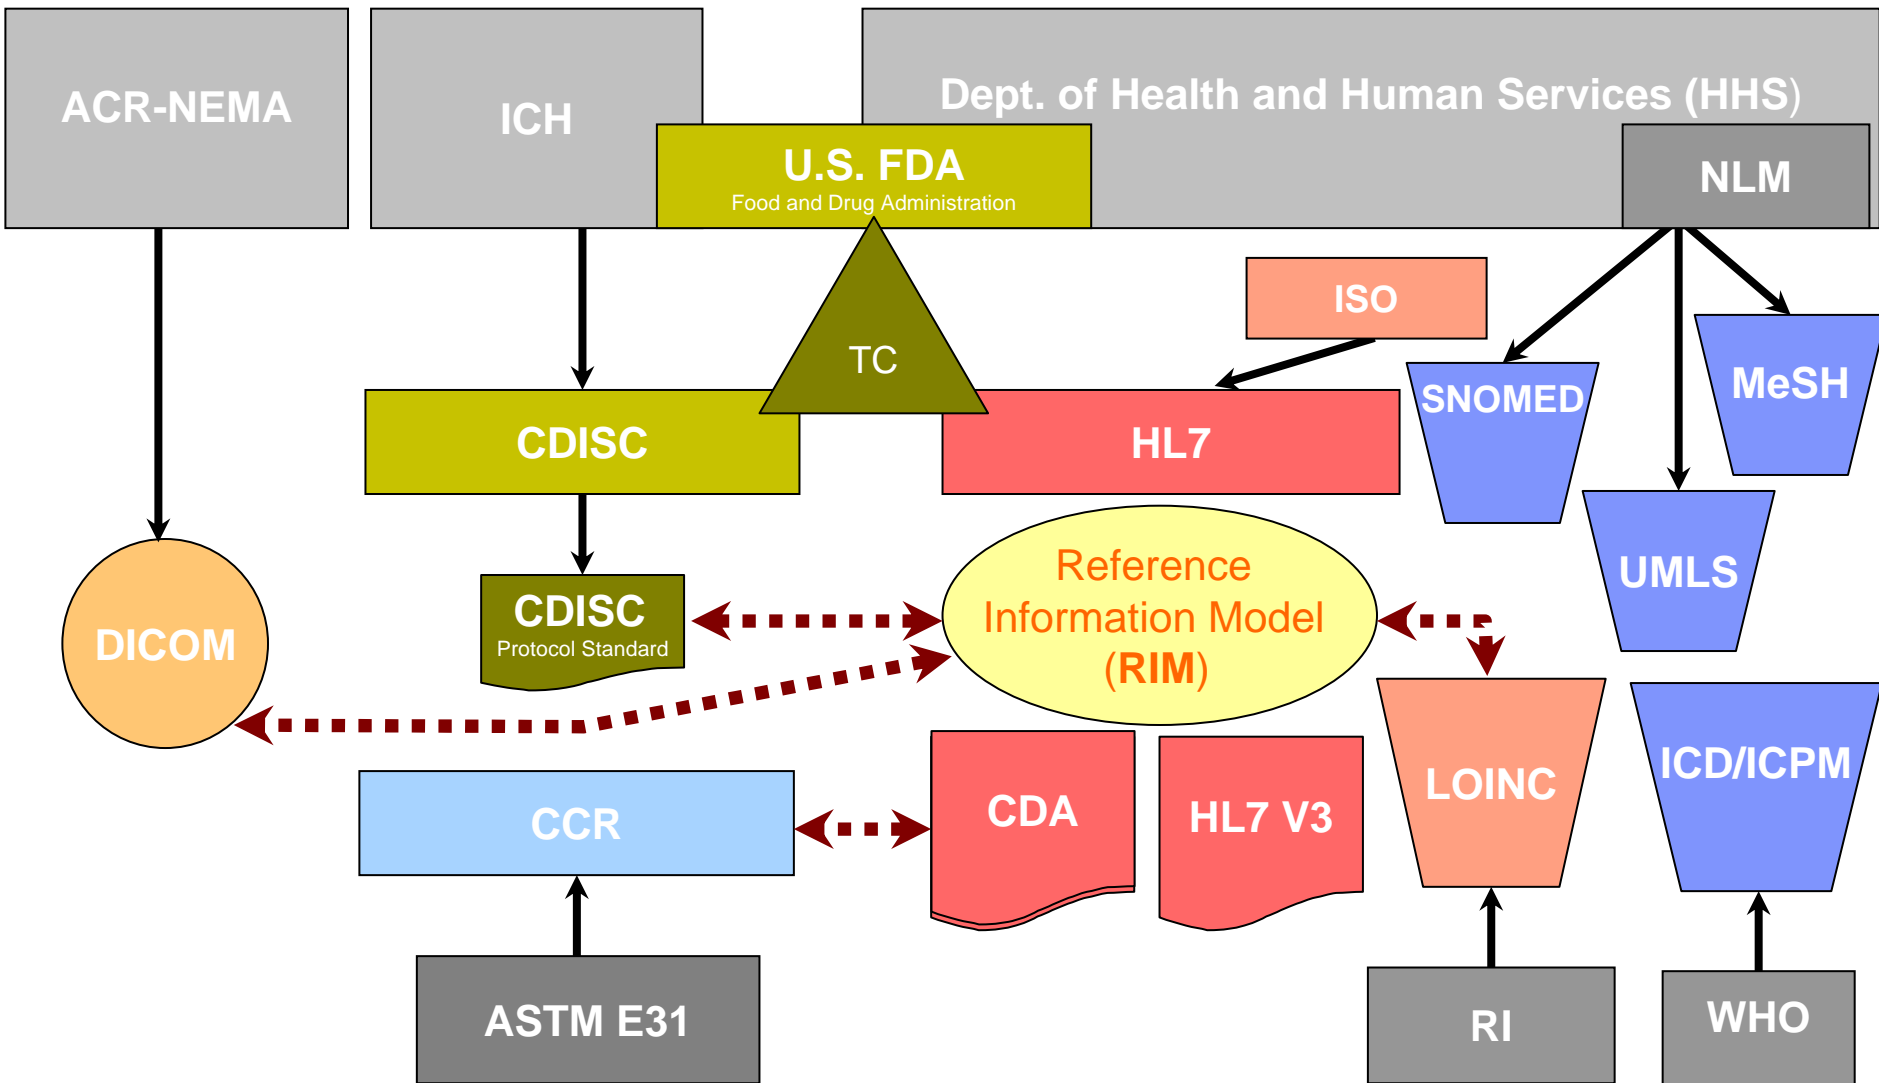 ACR-NEMA
ICH
Dept. of Health and Human Services (HHS)
U.S. FDA
Food and Drug Administration
NLM
TC
ISO
SNOMED
MeSH
CDISC
HL7
UMLS
DICOM
CDISC
Protocol Standard
Reference
Information Model
(RIM)
CCR
CDA
HL7 V3
LOINC
ICD/ICPM
ASTM E31
RI
WHO